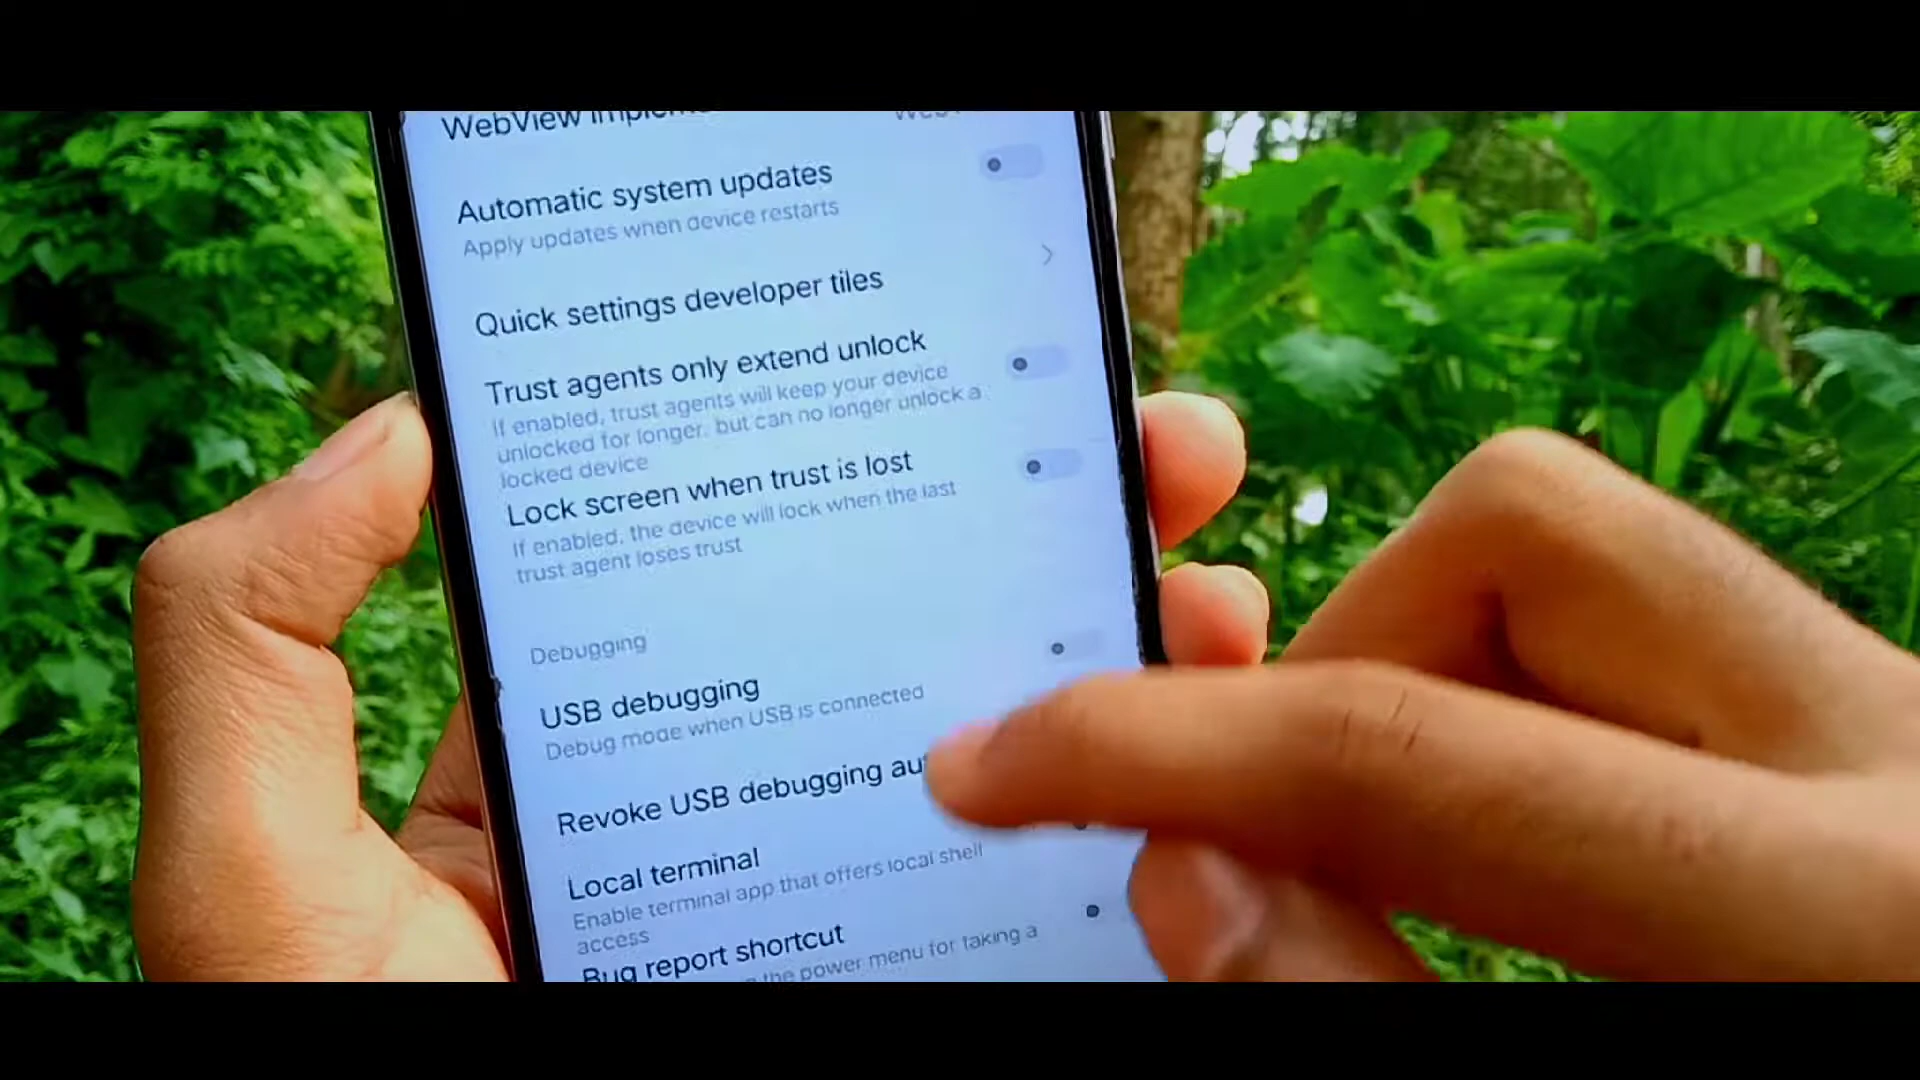 WebView
Automatic system updates
Apply updates when device restarts
Quick settings developer tiles
Trust agents only extend unlock
If enabled, trust agents will keep your device
unlocked for longer, but can no longer unlock a
locked device
Lock screen when trust is lost
If enabled, the device will lock when the last
trust agent loses trust
Debugging
USB debugging
Debug mode when USB is connected
Revoke USB debugging
Local terminal
Enable terminal app that offers local shell
access
Bug report shortcut
the power menu for taking a